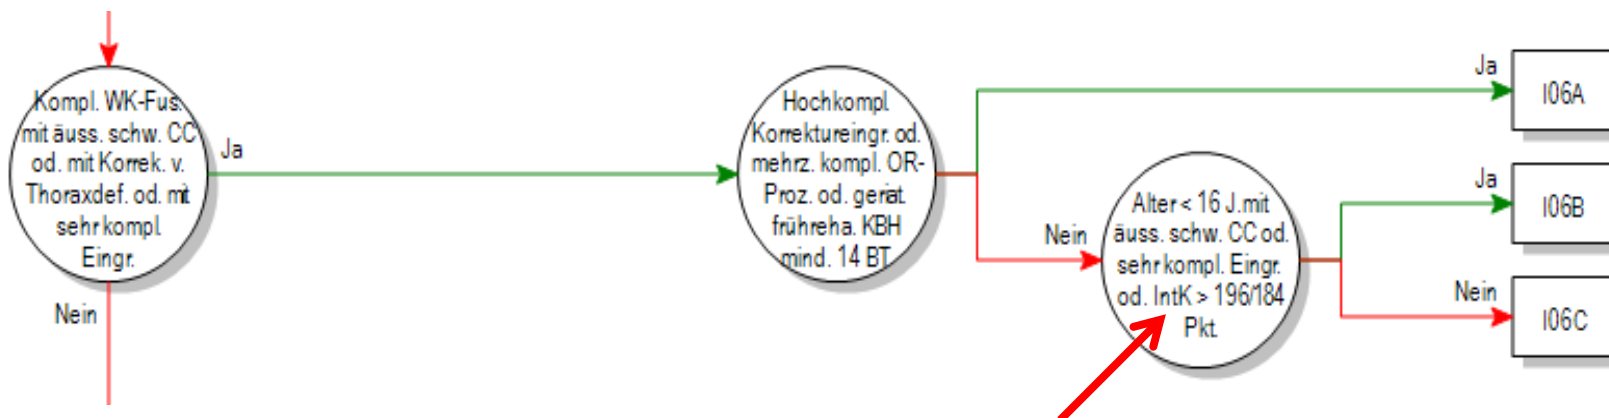 Kompl. WK-Fus.
mit äuss. schw. CC
od. mit Korrek. v.
Thoraxdef. od. mit
sehr kompl.
Eingr.
Ja
Nein
Hochkompl.
Korrektureingr. od.
mehrz. kompl. OR-
Proz. od. geriat.
frühreha. KBH
mind. 14 BT
Ja
Nein
Alter < 16 J.mit
äuss. schw. CC od.
sehr kompl. Eingr.
od. IntK > 196/184
Pkt.
Ja
Nein
I06A
I06B
I06C